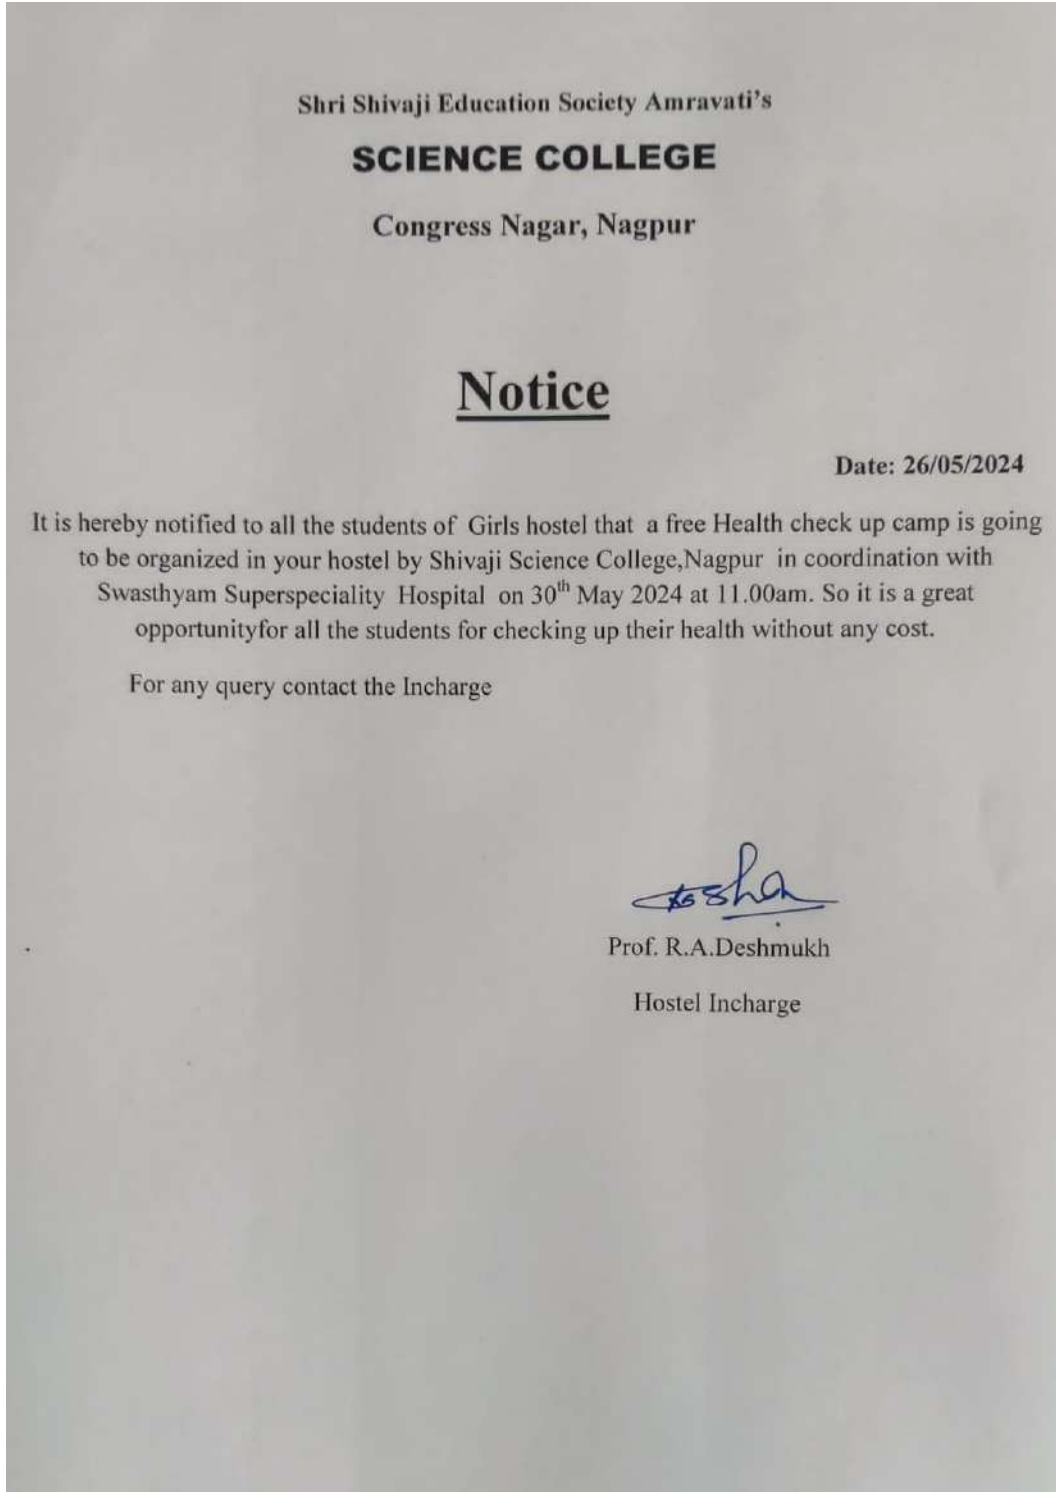 Shri Shivaji Education Society Amravati's
SCIENCE COLLEGE
Congress Nagar, Nagpur
Notice
Date: 26/05/2024
It is hereby notified to all the students of Girls hostel that a free Health check up camp is going
to be organized in your hostel by Shivaji Science College,Nagpur in coordination with
Swasthyam Superspeciality Hospital on 30th May 2024 at 11.00am. So it is a great
opportunityfor all the students for checking up their health without any cost.
For any query contact the Incharge
Prof. R.A.Deshmukh
Hostel Incharge